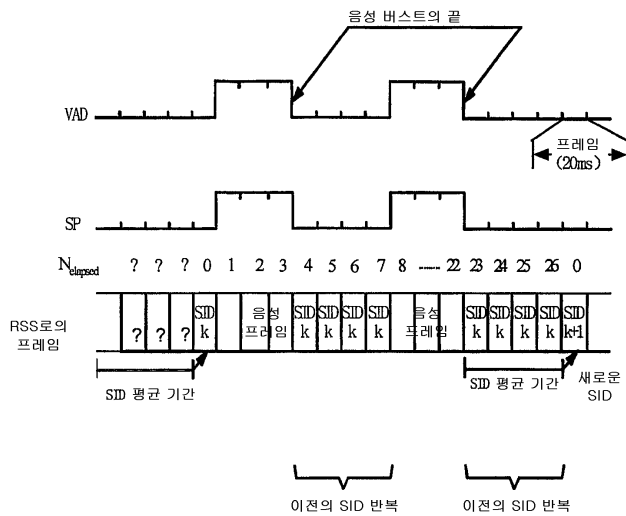 음성 버스트의 끝
VAD
프레임
(20ms)
SP
Nelapsed ? ? ? 0 1 2 3 4 5 6 7 8 ------ 22 23 24 25 26 0
RSS로의
프레임
? ? ? SID k 음성 프레임 SID k SID k SID k SID k 음성 프레임 SID k SID k SID k SID k SID k+1
SID 평균 기간 SID 평균 기간 새로운
SID
이전의 SID 반복 이전의 SID 반복